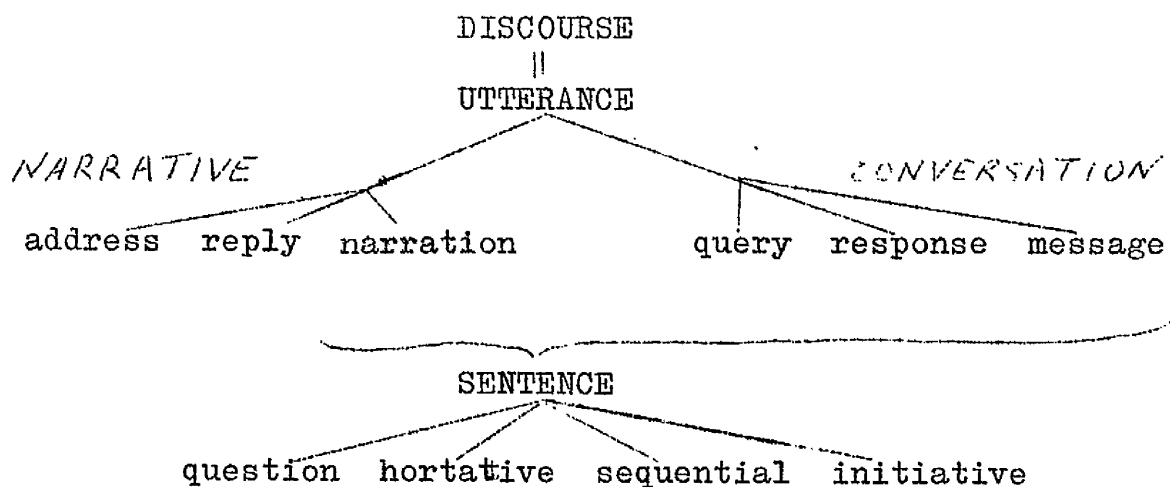 DISCOURSE
||
UTTERANCE
NARRATIVE CONVERSATION
address reply narration query response message
SENTENCE
question hortative sequential initiative